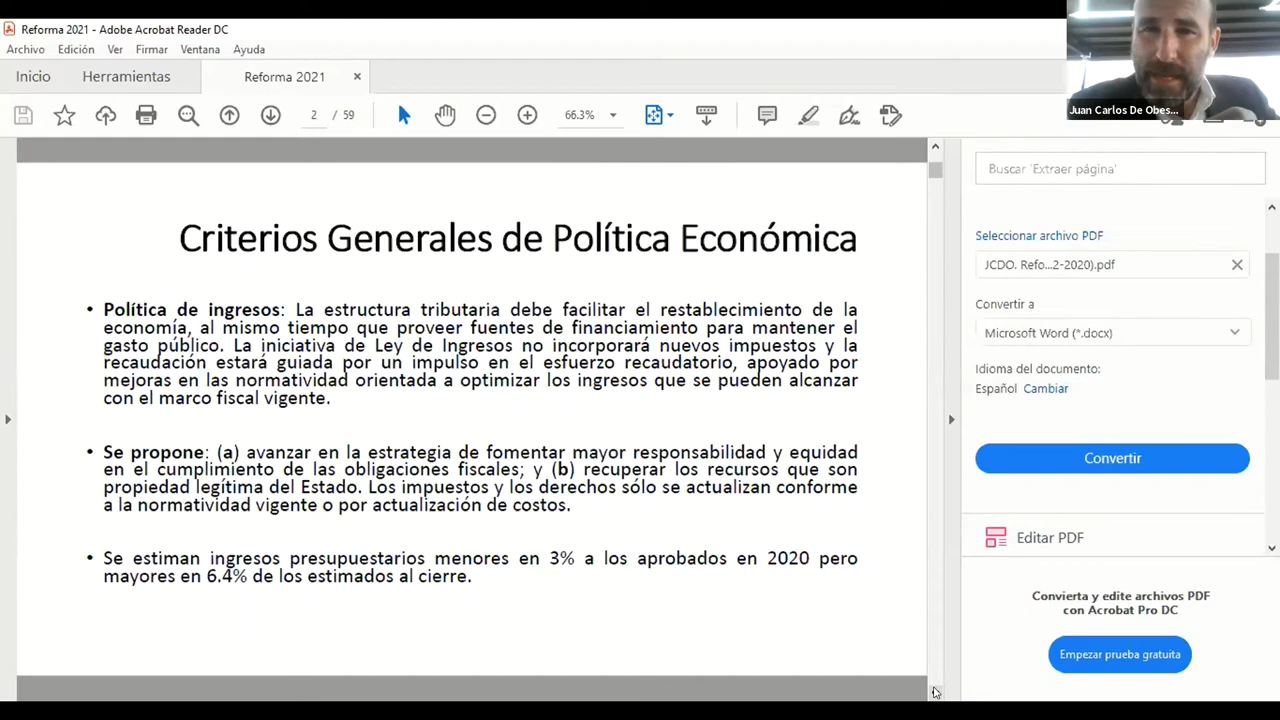 Reforma 2021 - Adobe Acrobat Reader DC
Archivo Edición Ver Firmar Ventana Ayuda
Inicio Herramientas Reforma 2021 ×
2 / 59 66.3%
Juan Carlos De Obes...
Criterios Generales de Política Económica
• Política de ingresos: La estructura tributaria debe facilitar el restablecimiento de la
economía, al mismo tiempo que proveer fuentes de financiamiento para mantener el
gasto público. La iniciativa de Ley de Ingresos no incorporará nuevos impuestos y la
recaudación estará guiada por un impulso en el esfuerzo recaudatorio, apoyado por
mejoras en las normatividad orientada a optimizar los ingresos que se pueden alcanzar
con el marco fiscal vigente.
• Se propone: (a) avanzar en la estrategia de fomentar mayor responsabilidad y equidad
en el cumplimiento de las obligaciones fiscales; y (b) recuperar los recursos que son
propiedad legítima del Estado. Los impuestos y los derechos sólo se actualizan conforme
a la normatividad vigente o por actualización de costos.
• Se estiman ingresos presupuestarios menores en 3% a los aprobados en 2020 pero
mayores en 6.4% de los estimados al cierre.
Buscar 'Extraer página'
Seleccionar archivo PDF
JCDO. Refo...2-2020).pdf
Convertir a
Microsoft Word (*.docx)
Idioma del documento:
Español Cambiar
Convertir
Editar PDF
Convierta y edite archivos PDF
con Acrobat Pro DC
Empezar prueba gratuita